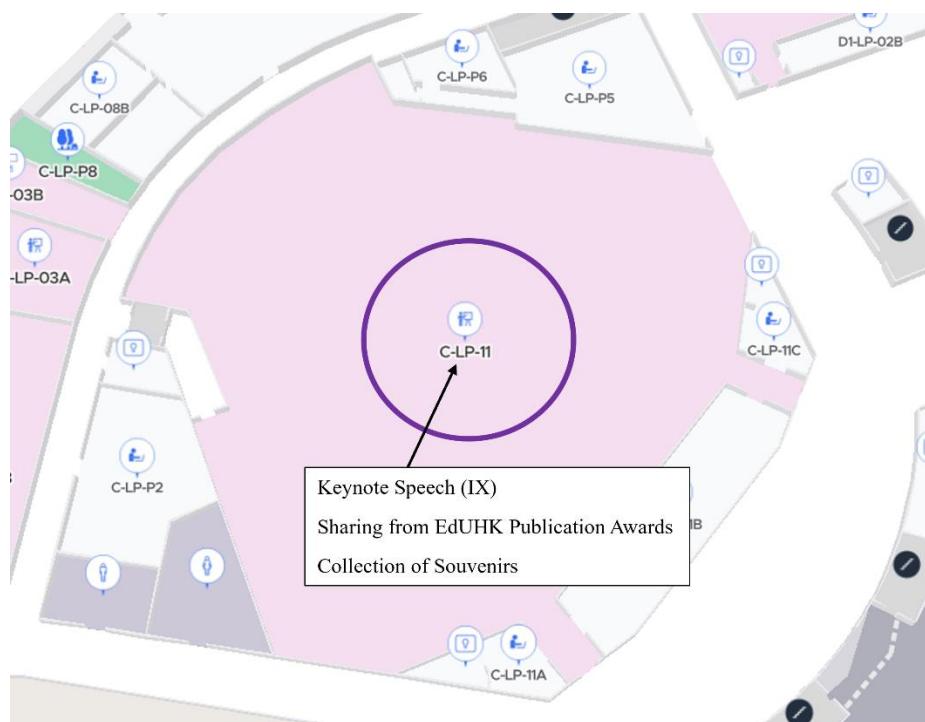 D1-LP-02B
C-LP-P6
C-LP-P5
C-LP-08B
C-LP-P8
-03B
-LP-03A
C-LP-11
C-LP-11C
C-LP-P2
Keynote Speech (IX)
Sharing from EdUHK Publication Awards
Collection of Souvenirs
C-LP-11A